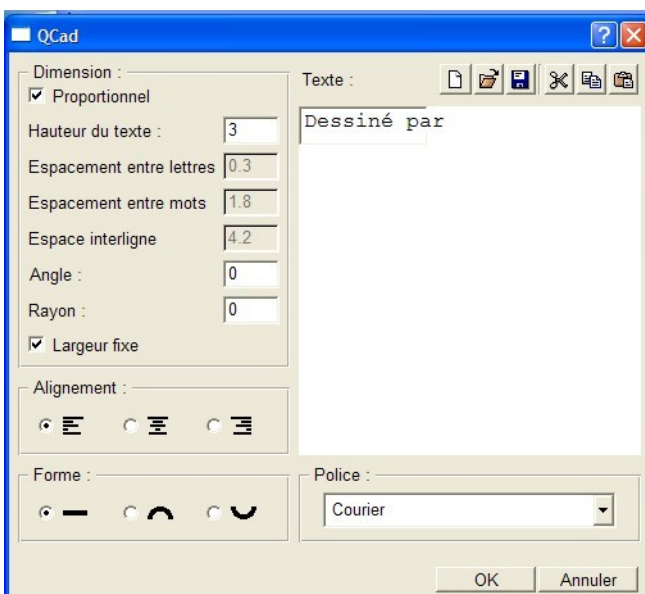 QCad
Dimension :
Proportionnel
Hauteur du texte :
3
Espacement entre lettres
0.3
Espacement entre mots
1.8
Espace interligne
4.2
Angle :
0
Rayon :
0
Largeur fixe
Alignement :
Forme :
Texte :
Dessiné par
Police :
Courier
OK
Annuler